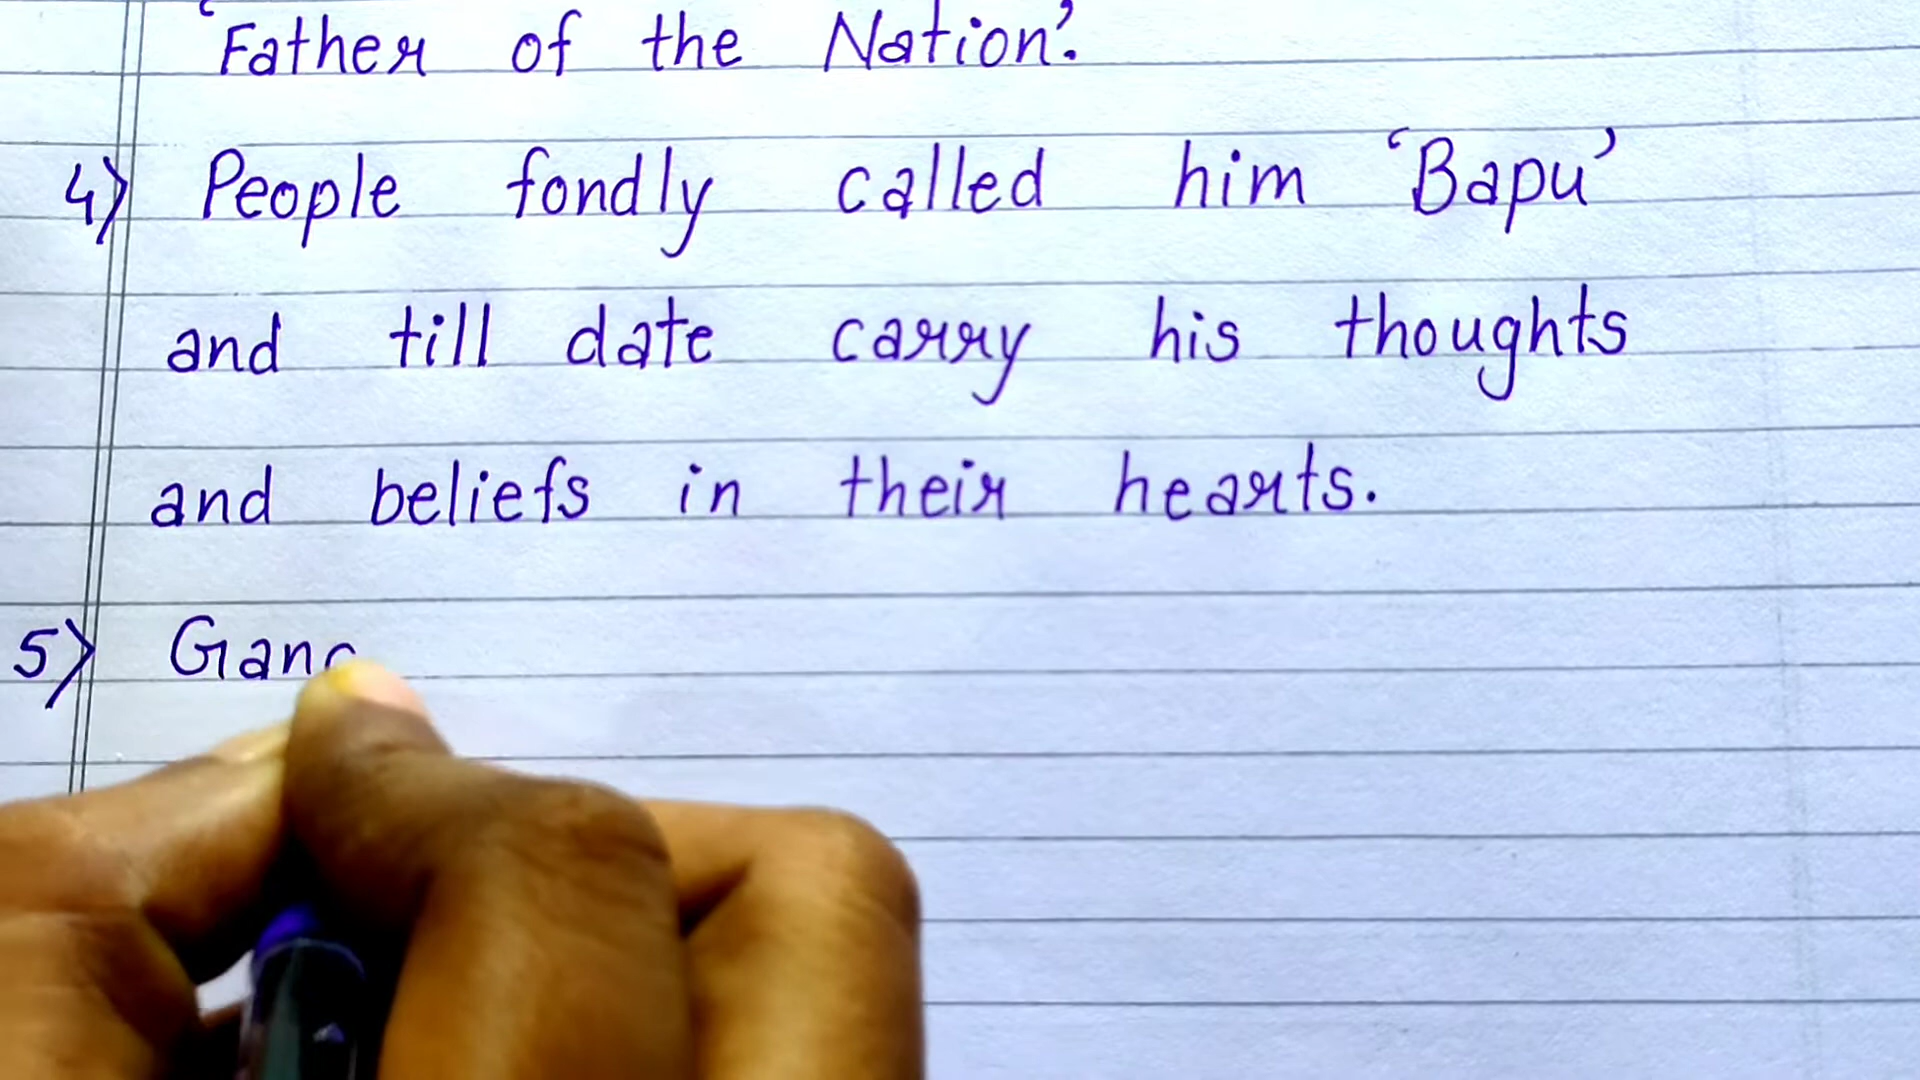 'Father of the Nation'.
4) People fondly called him 'Bapu'
and till date carry his thoughts
and beliefs in their hearts.
5)